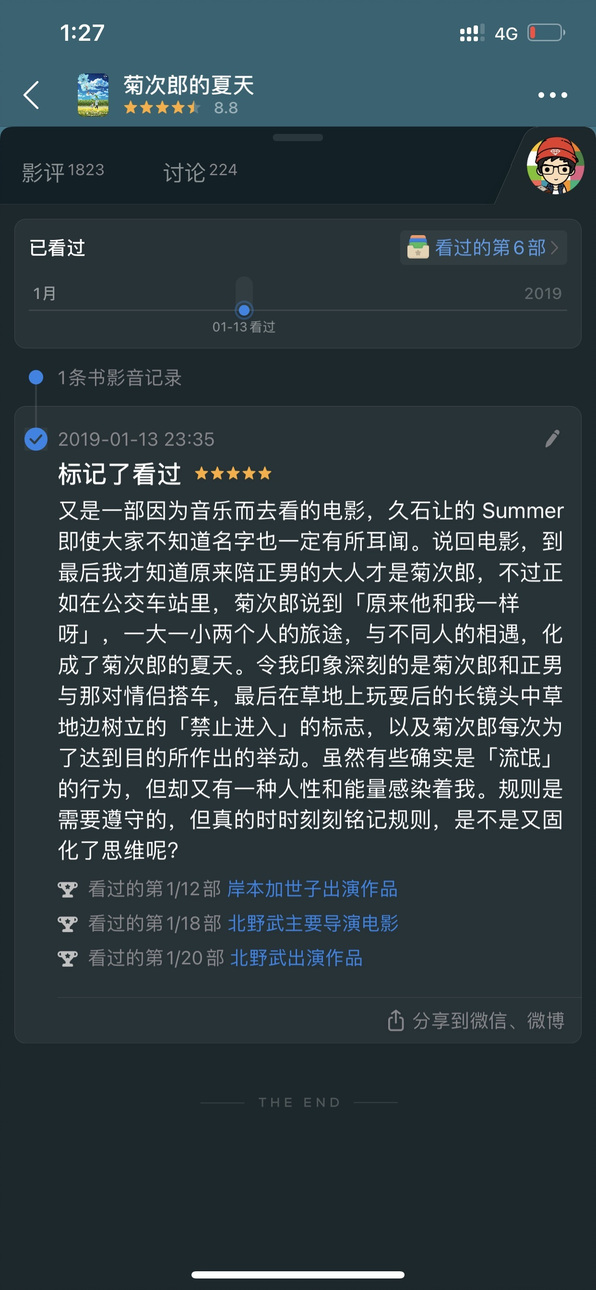 1:27
4G
菊次郎的夏天
8.8
影评1823
讨论224
已看过
看过的第6部
1月
2019
01-13看过
1条书影音记录
2019-01-13 23:35
标记了看过
又是一部因为音乐而去看的电影，久石让的 Summer
即使大家不知道名字也一定有所耳闻。说回电影，到
最后我才知道原来陪正男的大人才是菊次郎，不过正
如在公交车站里，菊次郎说到「原来他和我一样
呀」，一大一小两个人的旅途，与不同人的相遇，化
成了菊次郎的夏天。令我印象深刻的是菊次郎和正男
与那对情侣搭车，最后在草地上玩耍后的长镜头中草
地边树立的「禁止进入」的标志，以及菊次郎每次为
了达到目的所作出的举动。虽然有些确实是「流氓」
的行为，但却又有一种人性和能量感染着我。规则是
需要遵守的，但真的时时刻刻铭记规则，是不是又固
化了思维呢？
看过的第1/12部 岸本加世子出演作品
看过的第1/18部 北野武主要导演电影
看过的第1/20部 北野武出演作品
分享到微信、微博
THE END